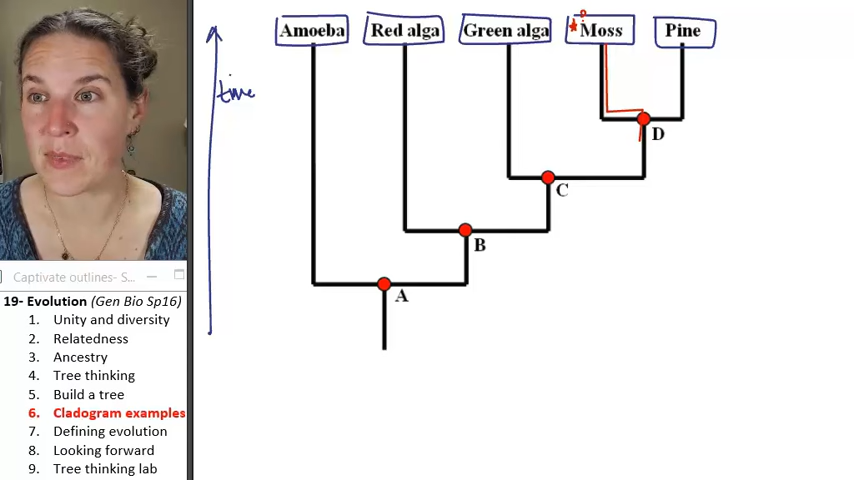 Amoeba Red alga Green alga Moss Pine
time
D
C
B
A
Captivate outlines- S...
19- Evolution (Gen Bio Sp16)
1. Unity and diversity
2. Relatedness
3. Ancestry
4. Tree thinking
5. Build a tree
6. Cladogram examples
7. Defining evolution
8. Looking forward
9. Tree thinking lab